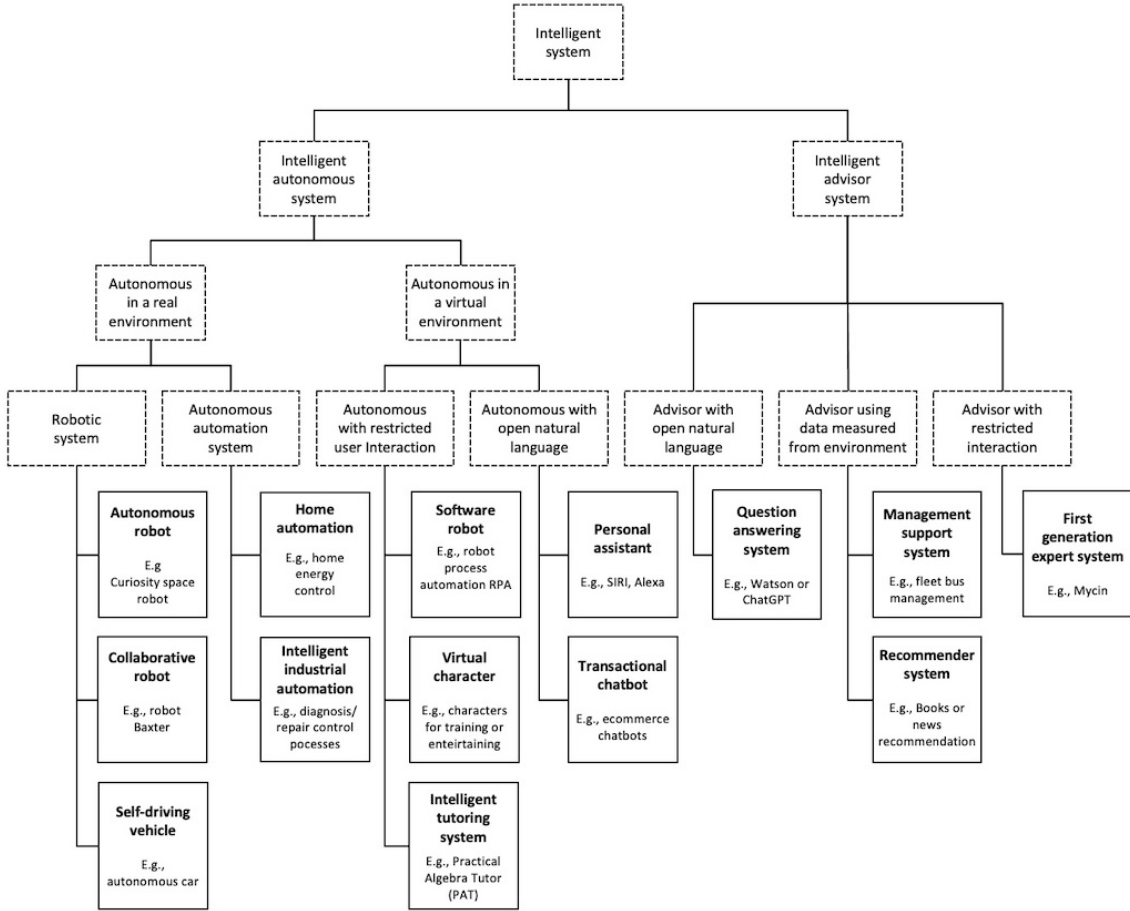 Intelligent
system
Intelligent
autonomous
system
Intelligent
advisor
system
Autonomous
in a real
environment
Autonomous in
a virtual
environment
Robotic
system
Autonomous
automation
system
Autonomous
with restricted
user Interaction
Autonomous with
open natural
language
Advisor with
open natural
language
Advisor using
data measured
from environment
Advisor with
restricted
interaction
Autonomous
robot
E.g
Curiosity space
robot
Home
automation
E.g., home
energy
control
Software
robot
E.g., robot
process
automation RPA
Personal
assistant
E.g., SIRI, Alexa
Question
answering
system
E.g., Watson or
ChatGPT
Management
support
system
E.g., fleet bus
management
First
generation
expert system
E.g., Mycin
Collaborative
robot
E.g., robot
Baxter
Intelligent
industrial
automation
E.g., diagnosis/
repair control
pocesses
Virtual
character
E.g., characters
for training or
enteirtaining
Transactional
chatbot
E.g., ecommerce
chatbots
Recommender
system
E.g., Books or
news
recommendation
Self-driving
vehicle
E.g.,
autonomous car
Intelligent
tutoring
system
E.g., Practical
Algebra Tutor
(PAT)